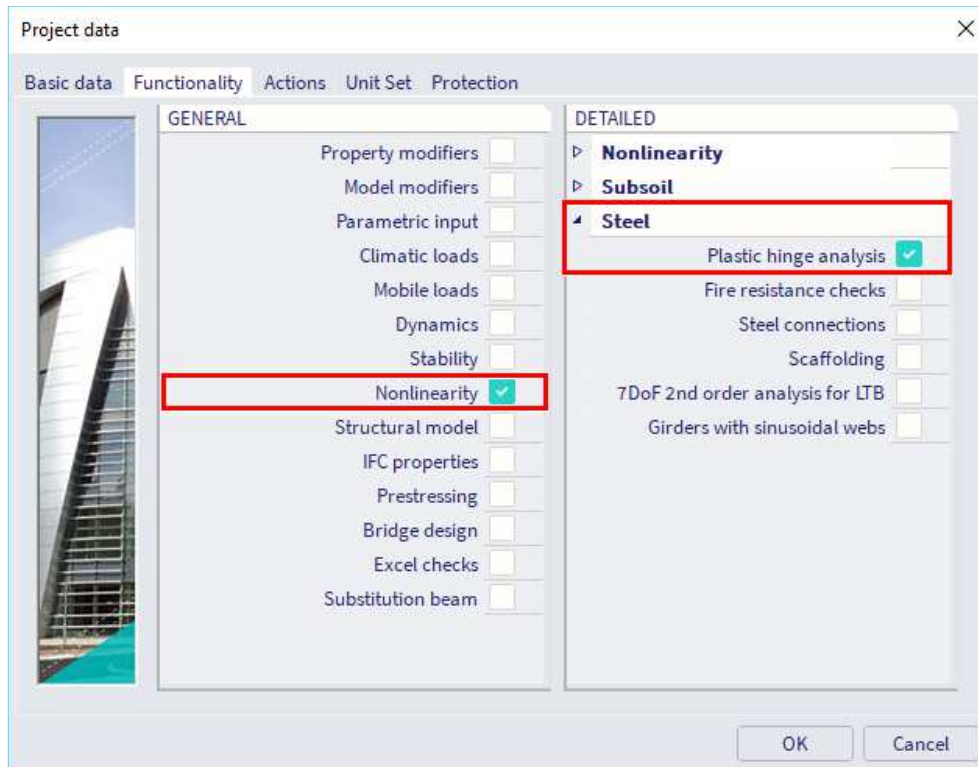 Project data
Basic data Functionality Actions Unit Set Protection
GENERAL
Property modifiers
Model modifiers
Parametric input
Climatic loads
Mobile loads
Dynamics
Stability
Nonlinearity
Structural model
IFC properties
Prestressing
Bridge design
Excel checks
Substitution beam
DETAILED
Nonlinearity
Subsoil
Steel
Plastic hinge analysis
Fire resistance checks
Steel connections
Scaffolding
7DoF 2nd order analysis for LTB
Girders with sinusoidal webs
OK Cancel